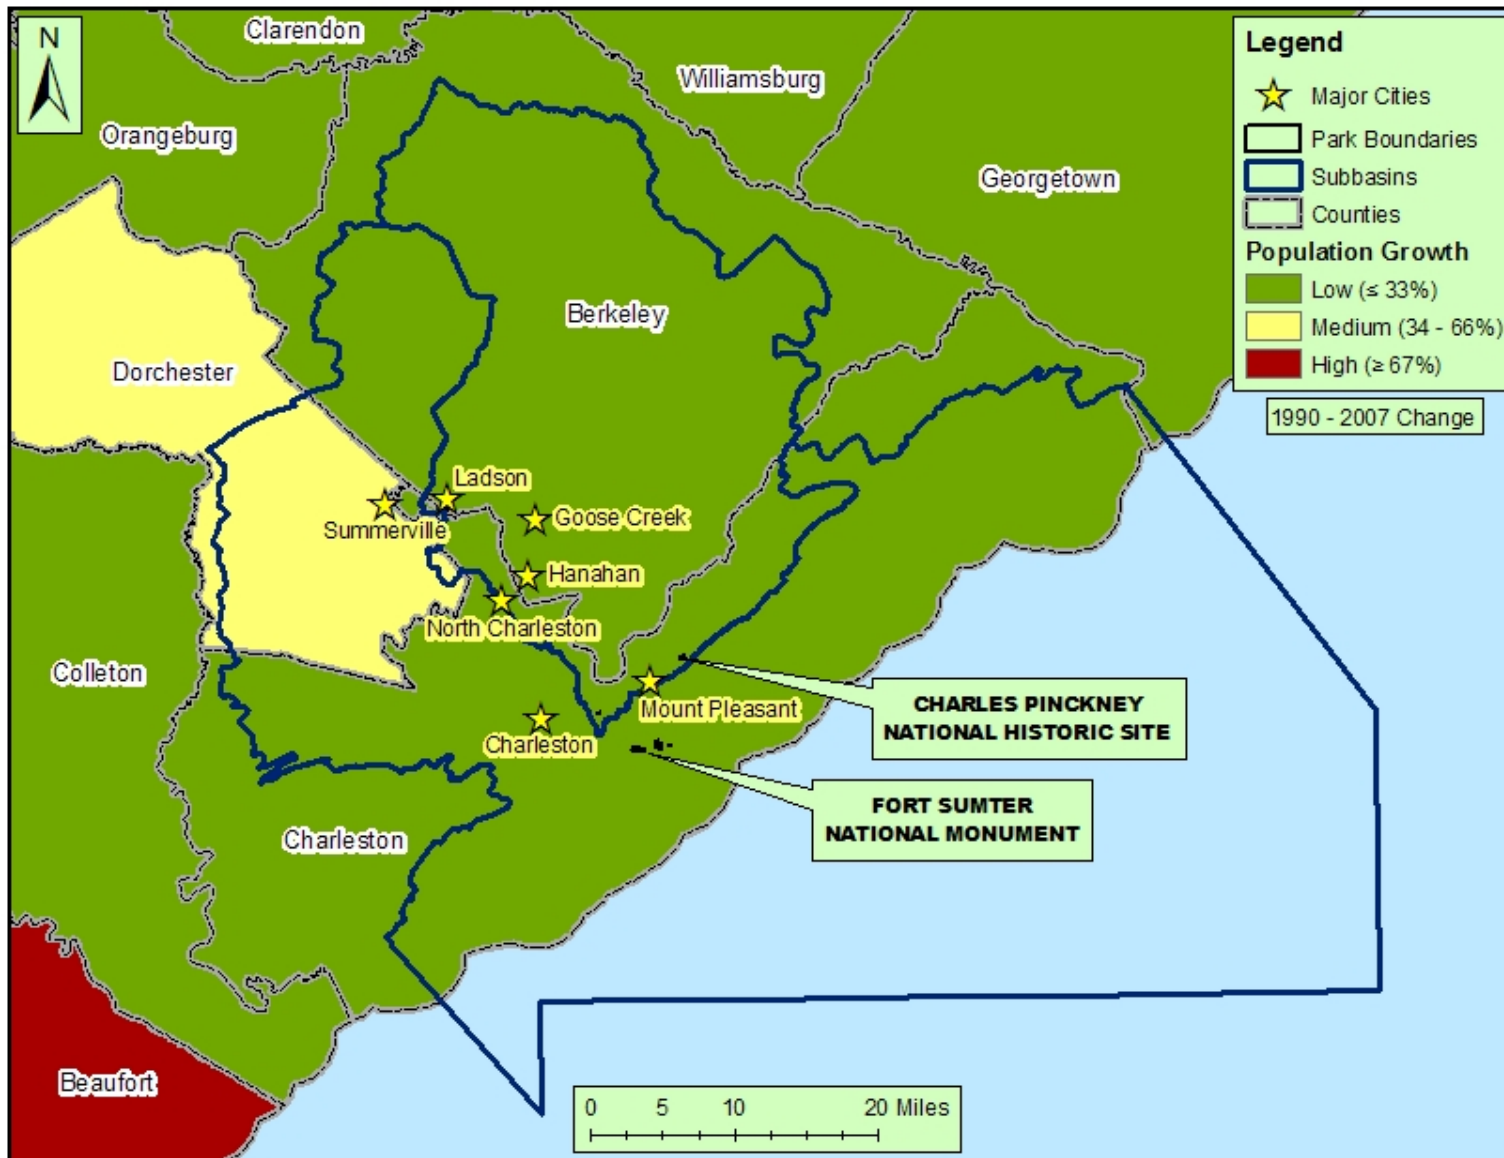 N
Clarendon
Williamsburg
Orangeburg
Georgetown
Berkeley
Dorchester
Ladson
Summerville
Goose Creek
Hanahan
North Charleston
Colleton
Mount Pleasant
Charleston
CHARLES PINCKNEY
NATIONAL HISTORIC SITE
FORT SUMTER
NATIONAL MONUMENT
Charleston
Beaufort
0 5 10 20 Miles
Legend
Major Cities
Park Boundaries
Subbasins
Counties
Population Growth
Low (≤ 33%)
Medium (34 - 66%)
High (≥ 67%)
1990 - 2007 Change